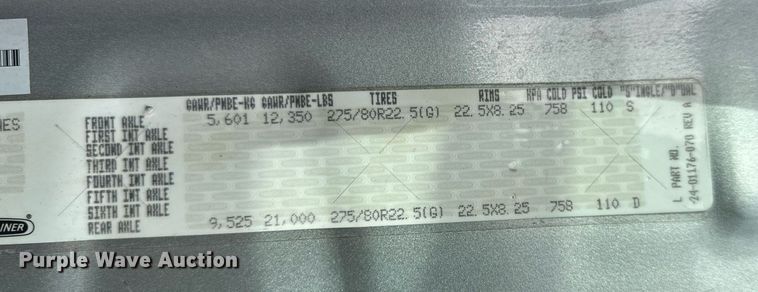 GAWR/PNBE-KG GAWR/PNBE-LBS TIRES RIMS KPA COLD PSI COLD "S"INGLE/"D"UAL
FRONT AXLE 5,601 12,350 275/80R22.5(G) 22.5X8.25 758 110 S
FIRST INT AXLE
SECOND INT AXLE
THIRD INT AXLE
FOURTH INT AXLE
FIFTH INT AXLE
SIXTH INT AXLE
REAR AXLE 9,525 21,000 275/80R22.5(G) 22.5X8.25 758 110 D
L PART NO.
24-01176-070 REV A
Purple Wave Auction